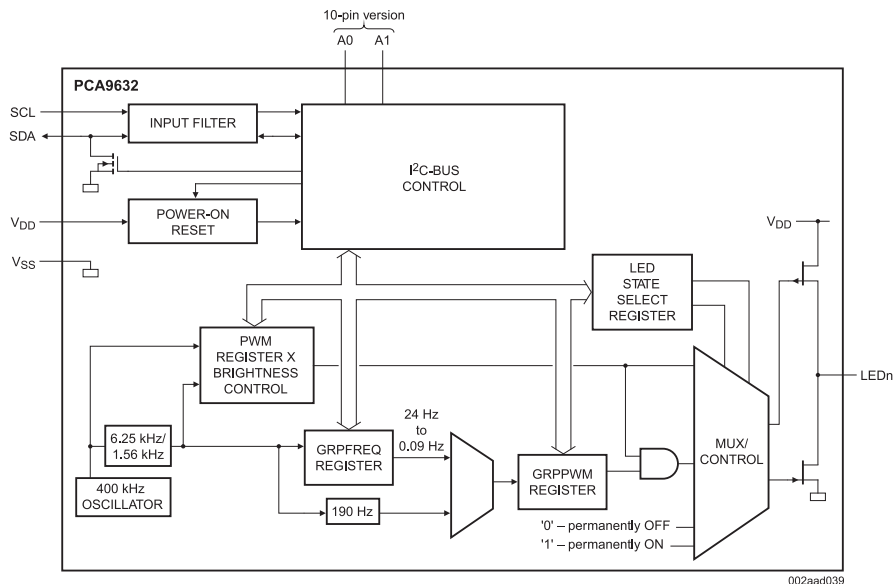 10-pin version
A0 A1
PCA9632
SCL
SDA
INPUT FILTER
I²C-BUS
CONTROL
POWER-ON
RESET
VDD
VSS
VDD
LED
STATE
SELECT
REGISTER
PWM
REGISTER X
BRIGHTNESS
CONTROL
LEDn
6.25 kHz/
1.56 kHz
400 kHz
OSCILLATOR
GRPFREQ
REGISTER
24 Hz
to
0.09 Hz
190 Hz
GRPPWM
REGISTER
MUX/
CONTROL
'0' – permanently OFF
'1' – permanently ON
002aad039